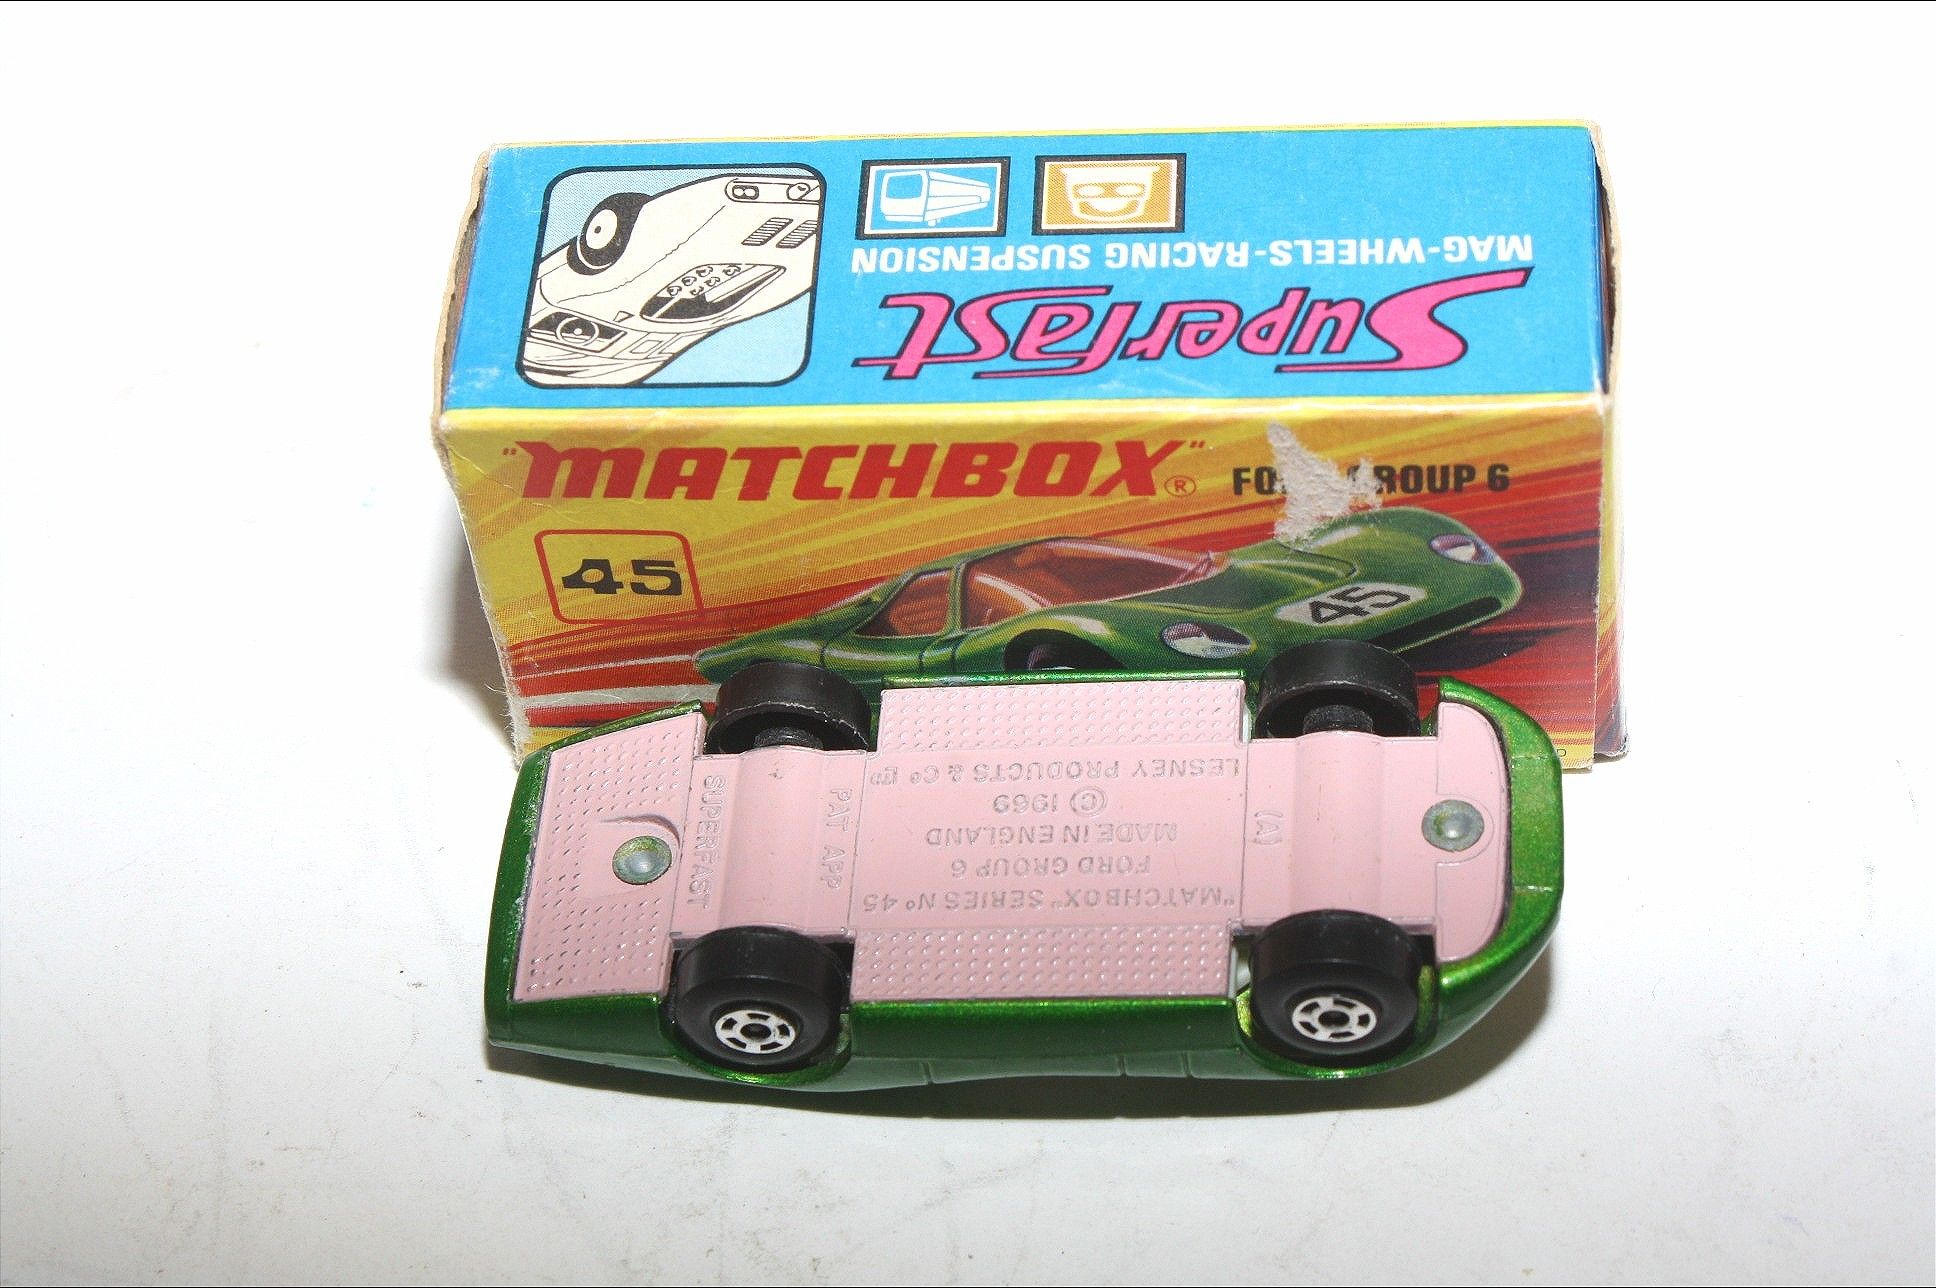 Superfast
MAG-WHEELS-RACING SUSPENSION
"MATCHBOX"®
GROUP 6
45
45
"MATCHBOX" SERIES Nº 45
FORD GROUP 6
MADE IN ENGLAND
© 1969
LESNEY PRODUCTS & Cº LTD
(A)
PAT APP
SUPERFAST